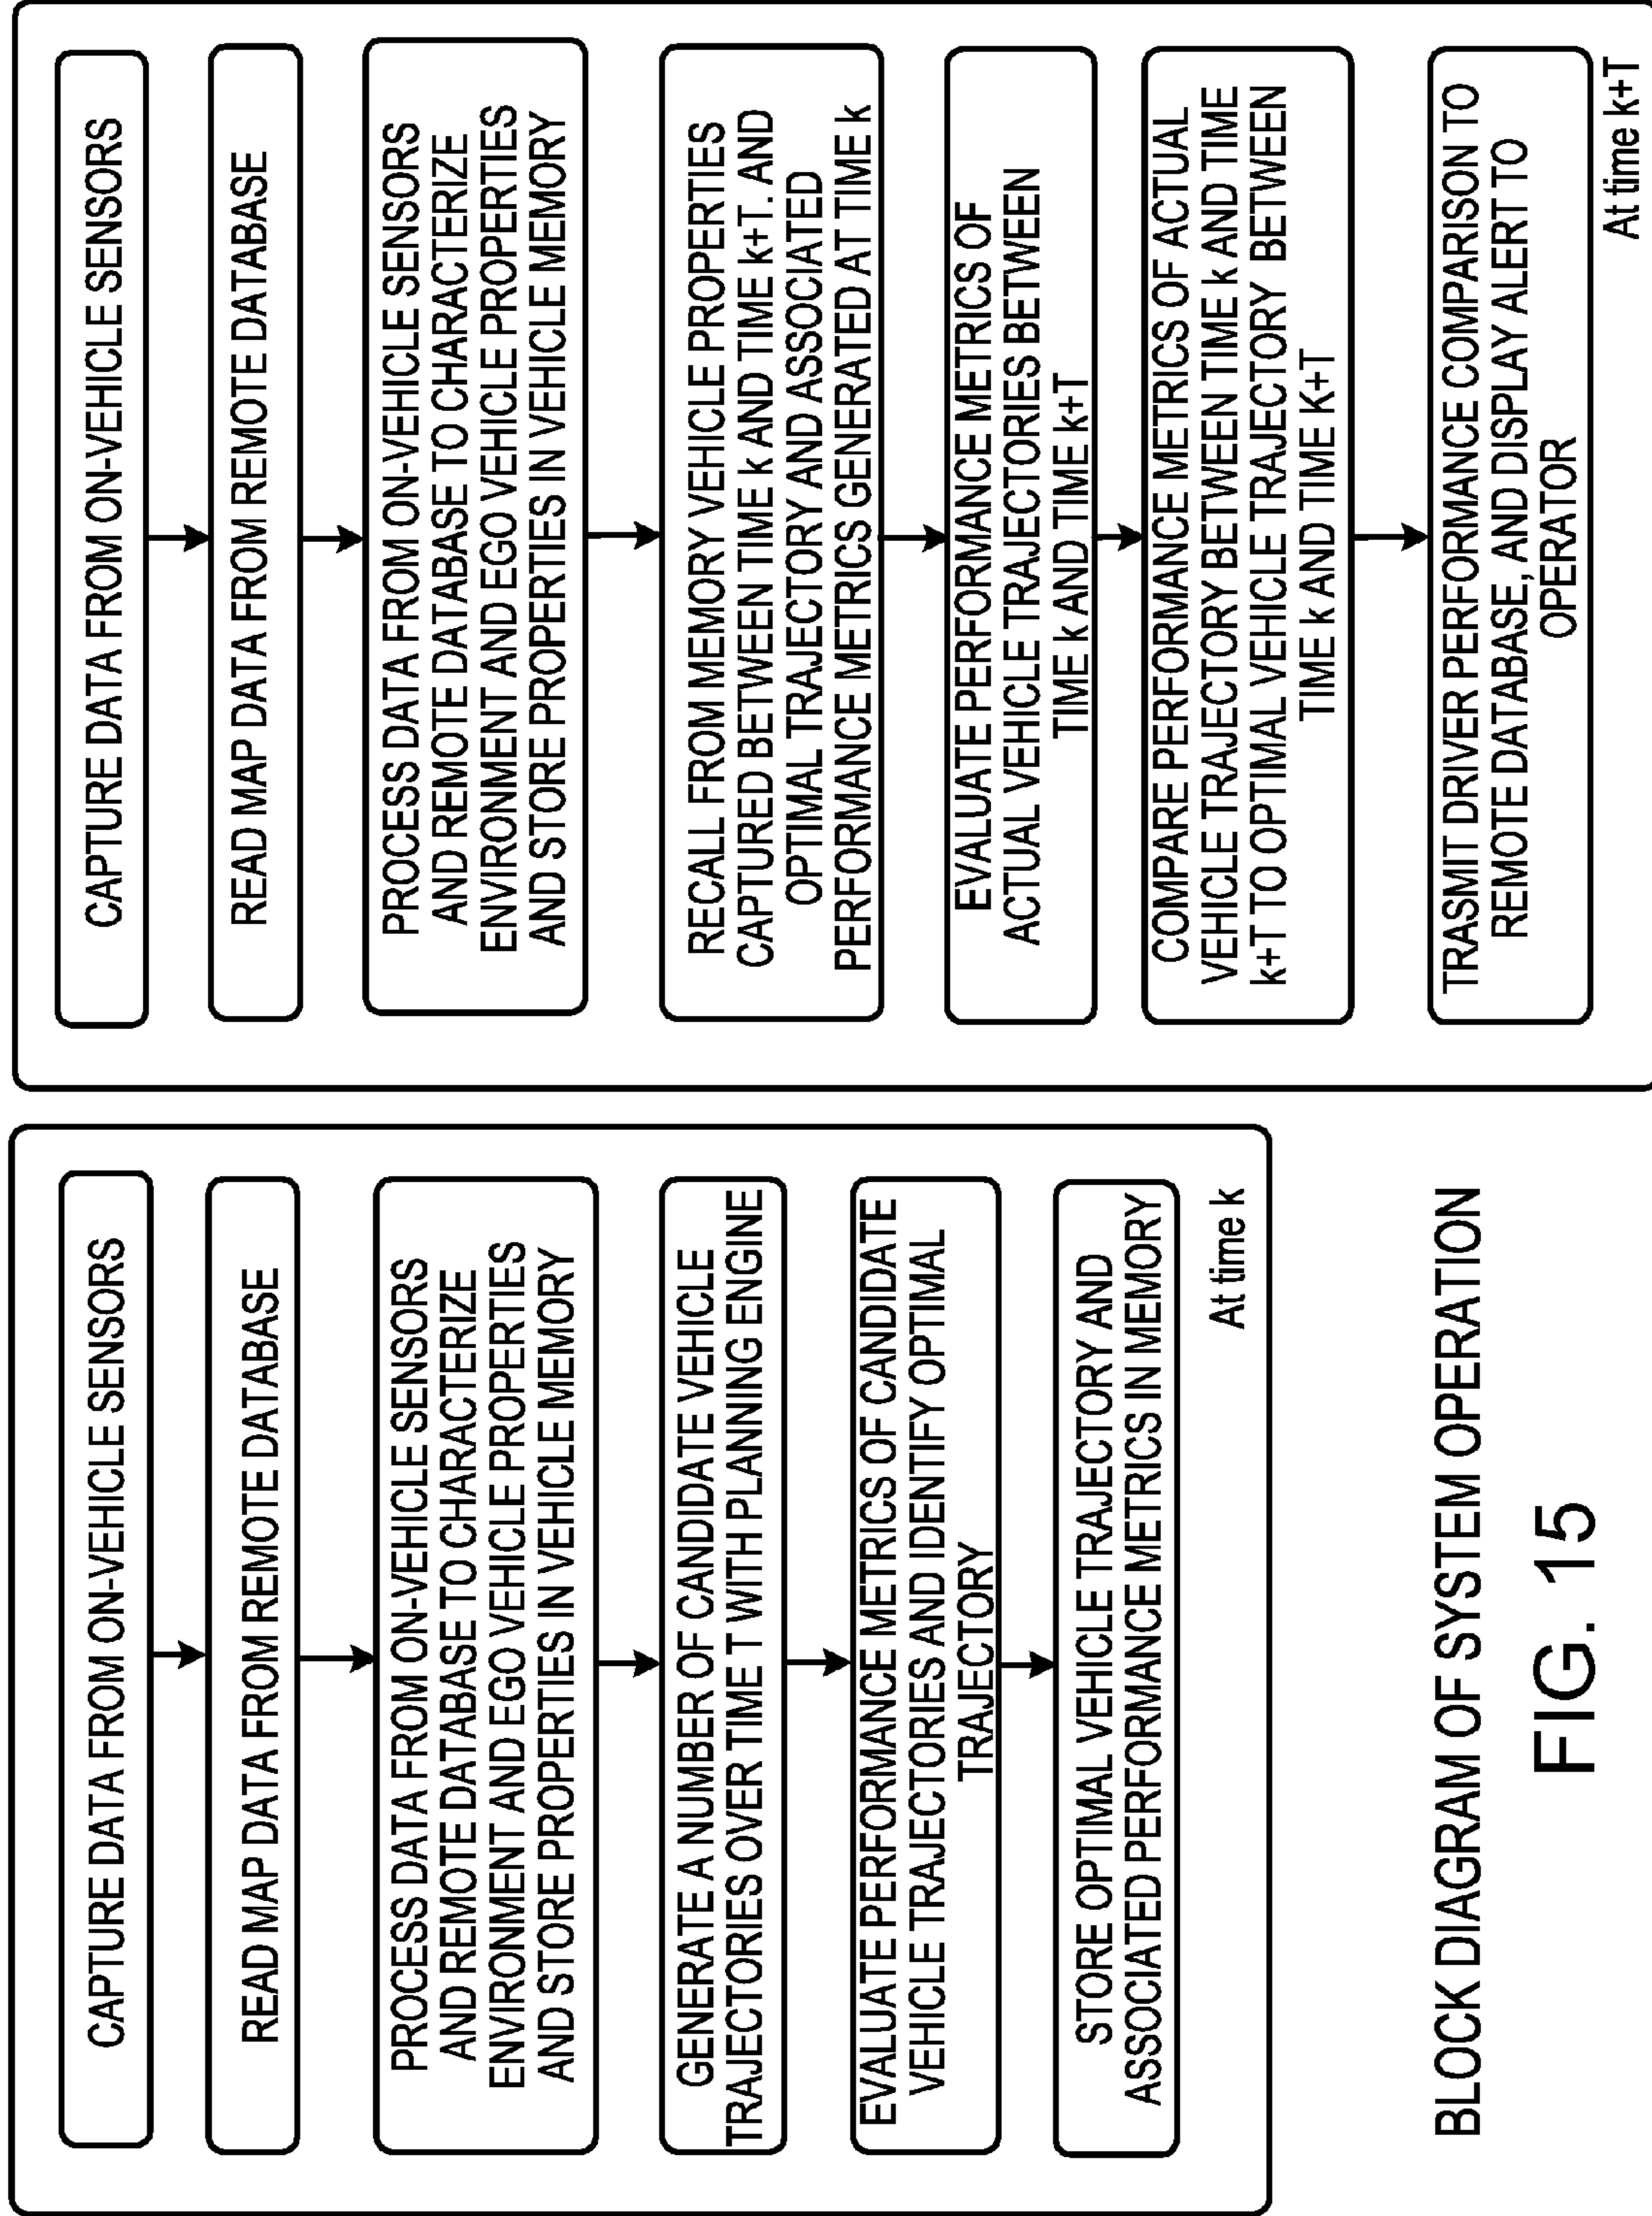 CAPTURE DATA FROM ON-VEHICLE SENSORS
READ MAP DATA FROM REMOTE DATABASE
PROCESS DATA FROM ON-VEHICLE SENSORS
AND REMOTE DATABASE TO CHARACTERIZE
ENVIRONMENT AND EGO VEHICLE PROPERTIES
AND STORE PROPERTIES IN VEHICLE MEMORY
GENERATE A NUMBER OF CANDIDATE VEHICLE
TRAJECTORIES OVER TIME T WITH PLANNING ENGINE
EVALUATE PERFORMANCE METRICS OF CANDIDATE
VEHICLE TRAJECTORIES AND IDENTIFY OPTIMAL
TRAJECTORY
STORE OPTIMAL VEHICLE TRAJECTORY AND
ASSOCIATED PERFORMANCE METRICS IN MEMORY
At time k
CAPTURE DATA FROM ON-VEHICLE SENSORS
READ MAP DATA FROM REMOTE DATABASE
PROCESS DATA FROM ON-VEHICLE SENSORS
AND REMOTE DATABASE TO CHARACTERIZE
ENVIRONMENT AND EGO VEHICLE PROPERTIES
AND STORE PROPERTIES IN VEHICLE MEMORY
RECALL FROM MEMORY VEHICLE PROPERTIES
CAPTURED BETWEEN TIME k AND TIME k+T. AND
OPTIMAL TRAJECTORY AND ASSOCIATED
PERFORMANCE METRICS GENERATED AT TIME k
EVALUATE PERFORMANCE METRICS OF
ACTUAL VEHICLE TRAJECTORIES BETWEEN
TIME k AND TIME k+T
COMPARE PERFORMANCE METRICS OF ACTUAL
VEHICLE TRAJECTORY BETWEEN TIME k AND TIME
k+T TO OPTIMAL VEHICLE TRAJECTORY BETWEEN
TIME k AND TIME K+T
TRASMIT DRIVER PERFORMANCE COMPARISON TO
REMOTE DATABASE, AND DISPLAY ALERT TO
OPERATOR
At time k+T
BLOCK DIAGRAM OF SYSTEM OPERATION
FIG. 15